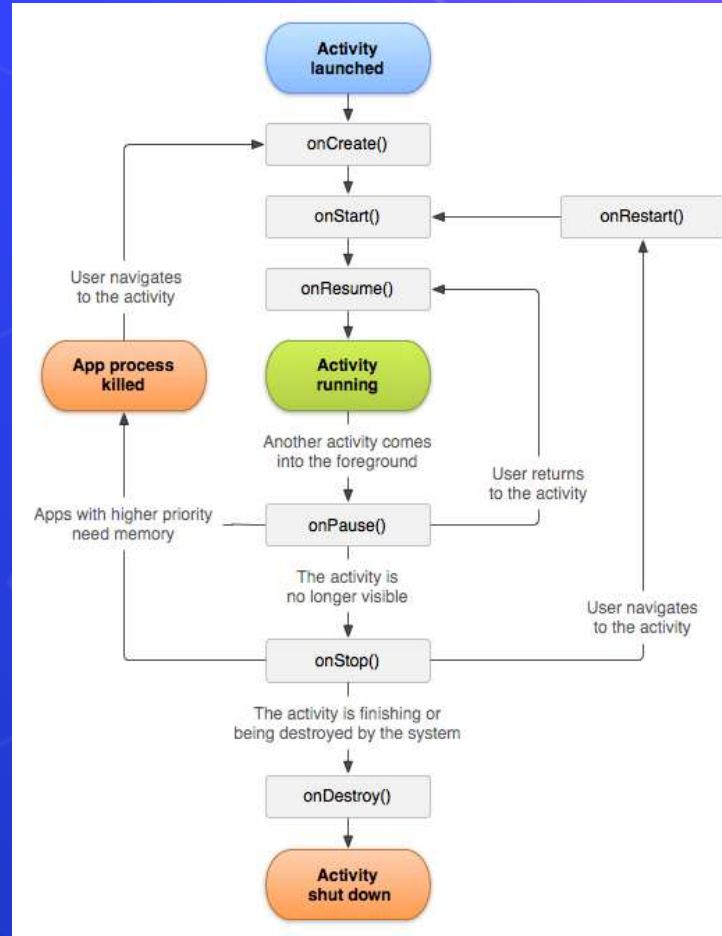 Activity
launched
onCreate()
onStart()
onRestart()
onResume()
User navigates
to the activity
App process
killed
Activity
running
Another activity comes
into the foreground
User returns
to the activity
Apps with higher priority
need memory
onPause()
The activity is
no longer visible
User navigates
to the activity
onStop()
The activity is finishing or
being destroyed by the system
onDestroy()
Activity
shut down